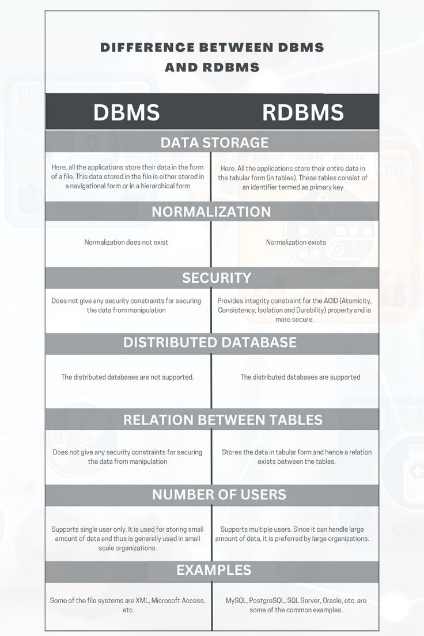 DIFFERENCE BETWEEN DBMS
AND RDBMS
DBMS
RDBMS
DATA STORAGE
Here, all the applications store their data in the form
of a file. This data stored in the file is either stored in
a navigational form or in a hierarchical form
Here. All the applications store their entire data in
the tabular form (in tables). These tables consist of
an identifier termed as primary key
NORMALIZATION
Normalization does not exist
Normalization exists
SECURITY
Does not give any security constraints for securing
the data from manipulation
Provides integrity constraint for the ACID (Atomicity,
Consistency, Isolation and Durability) property and is
more secure.
DISTRIBUTED DATABASE
The distributed databases are not supported.
The distributed databases are supported
RELATION BETWEEN TABLES
Does not give any security constraints for securing
the data from manipulation
Stores the data in tabular form and hence a relation
exists between the tables.
NUMBER OF USERS
Supports single user only. It is used for storing small
amount of data and thus is generally used in small
scale organizations.
Supports multiple users. Since it can handle large
amount of data, it is preferred by large organizations.
EXAMPLES
Some of the file systems are XML, Microsoft Access,
etc
MySQL, PostgreSQL, SQL Server, Oracle, etc. are
some of the common examples.